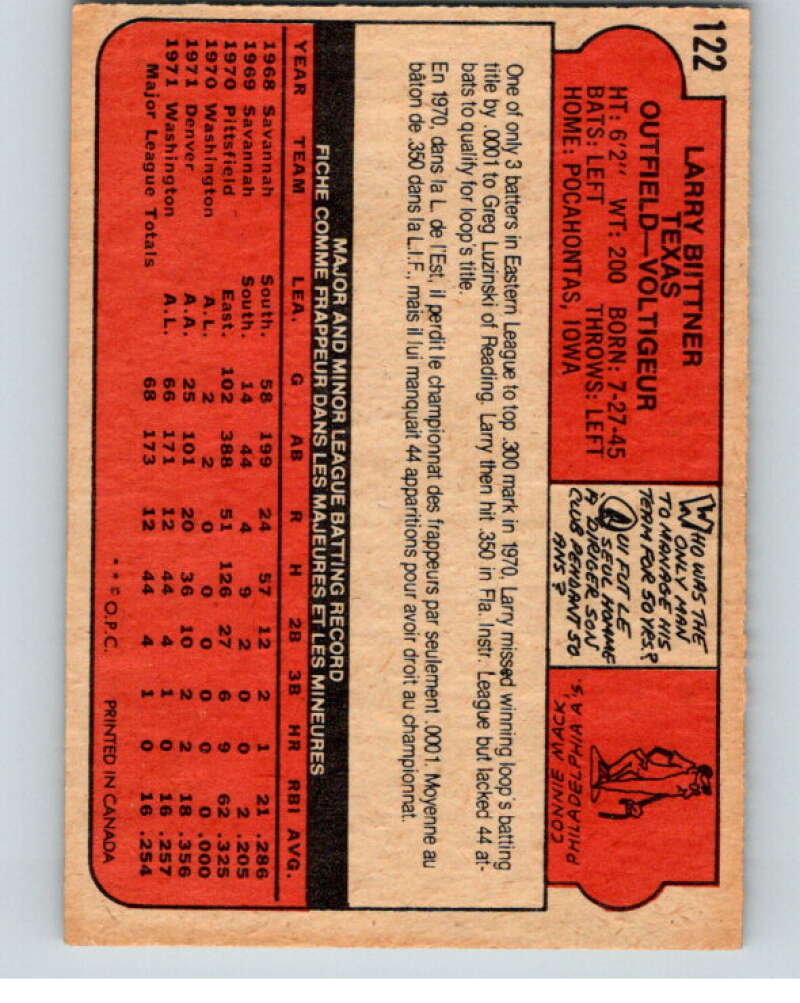 122
LARRY BIITTNER
TEXAS
OUTFIELD—VOLTIGEUR
HT: 6'2" WT: 200 BORN: 7-27-45
BATS: LEFT THROWS: LEFT
HOME: POCAHONTAS, IOWA
WHO WAS THE
ONLY MAN
TO MANAGE HIS
TEAM FOR 50 YRS.?
QUI FUT LE
SEUL HOMME
A DIRIGER SON
CLUB PENDANT 50
ANS?
CONNIE MACK,
PHILADELPHIA A'S.
One of only 3 batters in Eastern League to top .300 mark in 1970, Larry missed winning loop's batting
title by .0001 to Greg Luzinski of Reading. Larry then hit .350 in Fla. Instr. League but lacked 44 at-
bats to qualify for loop's title.
En 1970, dans la L. de l'Est, il perdit le championnat des frappeurs par seulement .0001. Moyenne au
bâton de .350 dans la L.I.F., mais il lui manquait 44 apparitions pour avoir droit au championnat.
MAJOR AND MINOR LEAGUE BATTING RECORD
FICHE COMME FRAPPEUR DANS LES MAJEURES ET LES MINEURES
YEAR TEAM LEA. G AB R H 2B 3B HR RBI AVG.
1968 Savannah South. 58 199 24 57 12 2 1 21 .286
1969 Savannah South. 14 44 4 9 2 0 0 2 .205
1970 Pittsfield East. 102 388 51 126 27 6 9 62 .325
1970 Washington A.L. 2 2 0 0 0 0 0 0 .000
1971 Denver A.A. 25 101 20 36 10 2 2 18 .356
1971 Washington A.L. 66 171 12 44 4 1 0 16 .257
Major League Totals 68 173 12 44 4 1 0 16 .254
* * © O.P.C. PRINTED IN CANADA